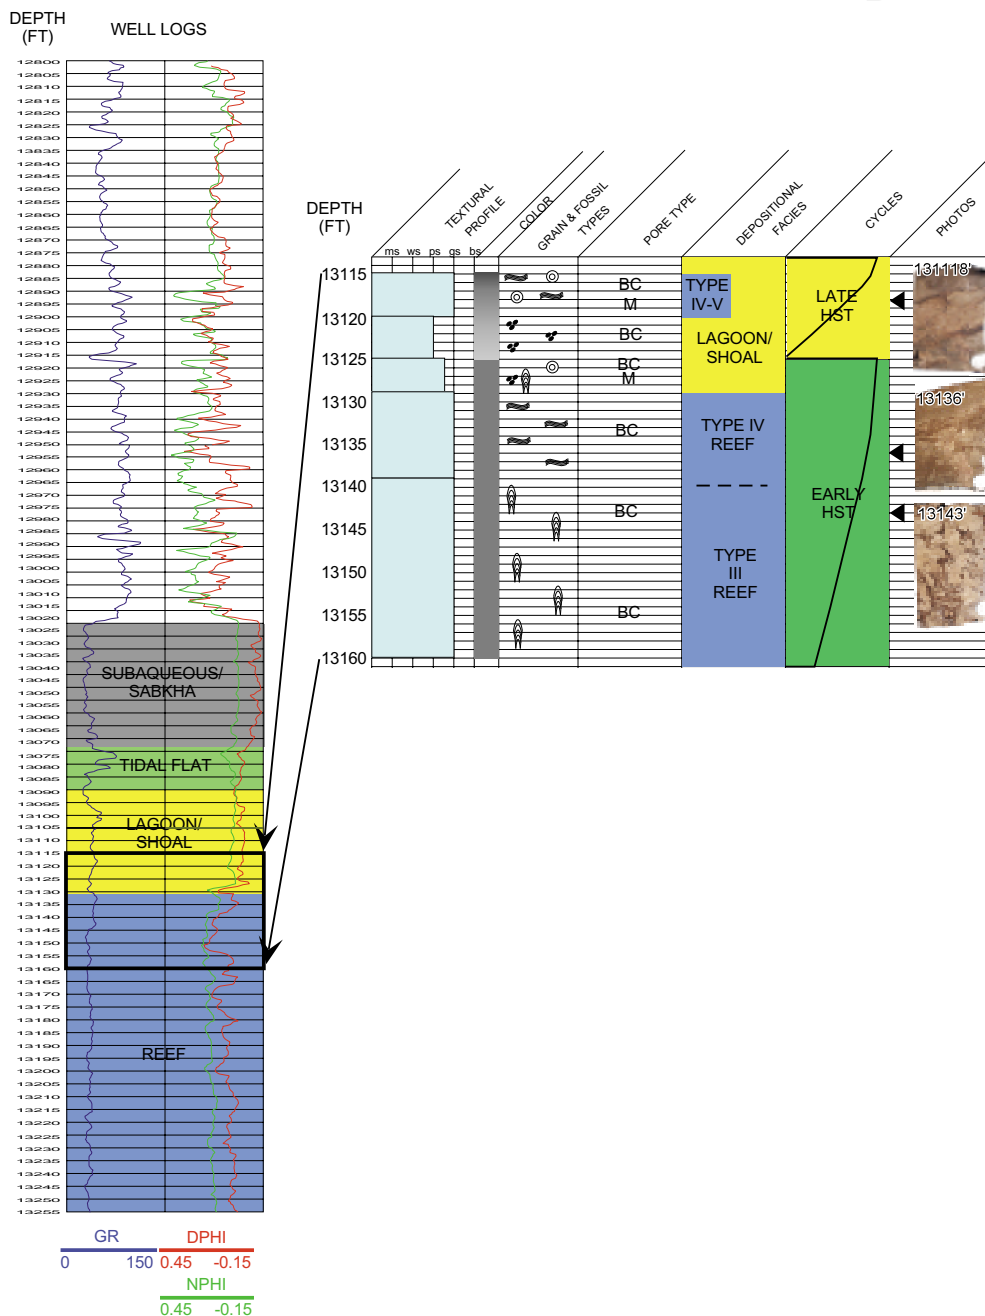 DEPTH
(FT)
WELL LOGS
12800
12805
12810
12815
12820
12825
12830
13835
12840
12845
12850
12855
12860
12865
12870
12875
12880
12885
12890
12895
12900
12905
12910
12915
12920
12925
12930
12935
12940
12945
12950
12955
12960
12965
12970
12975
12980
12985
12990
12995
13000
13005
13010
13015
13020
13025
13030
13035
13040
13045
13050
13055
13060
13065
13070
13075
13080
13085
13090
13095
13100
13105
13110
13115
13120
13125
13130
13135
13140
13145
13150
13155
13160
13165
13170
13175
13180
13185
13190
13195
13200
13205
13210
13215
13220
13225
13230
13235
13240
13245
13250
13255
SUBAQUEOUS/
SABKHA
TIDAL FLAT
LAGOON/
SHOAL
REEF
GR
0 150
DPHI
0.45 -0.15
NPHI
0.45 -0.15
DEPTH
(FT)
TEXTURAL
PROFILE
COLOR
GRAIN & FOSSIL
TYPES
PORE TYPE
DEPOSITIONAL
FACIES
CYCLES
PHOTOS
ms ws ps gs bs
13115
13120
13125
13130
13135
13140
13145
13150
13155
13160
BC
M
BC
BC
M
BC
BC
BC
TYPE
IV-V
LAGOON/
SHOAL
TYPE IV
REEF
TYPE
III
REEF
LATE
HST
EARLY
HST
131118'
13136'
13143'